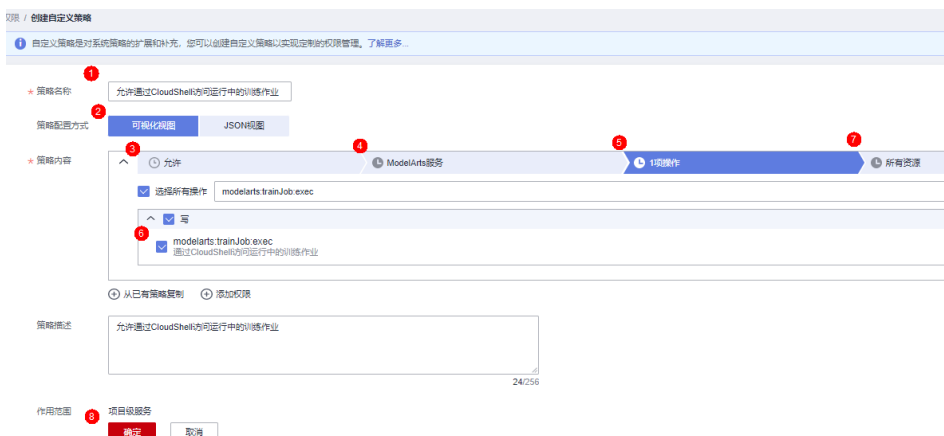 权限 / 创建自定义策略
自定义策略是对系统策略的扩展和补充，您可以创建自定义策略以实现定制的权限管理。了解更多...
1
* 策略名称 允许通过CloudShell访问运行中的训练作业
2
策略配置方式 可视化视图 JSON视图
3 4 5 7
* 策略内容 允许 ModelArts服务 1项操作 所有资源
选择所有操作 modelarts:trainJob:exec
写
6
modelarts:trainJob:exec
通过CloudShell访问运行中的训练作业
从已有策略复制 添加权限
策略描述 允许通过CloudShell访问运行中的训练作业
24/256
作用范围 项目级服务
8
确定 取消